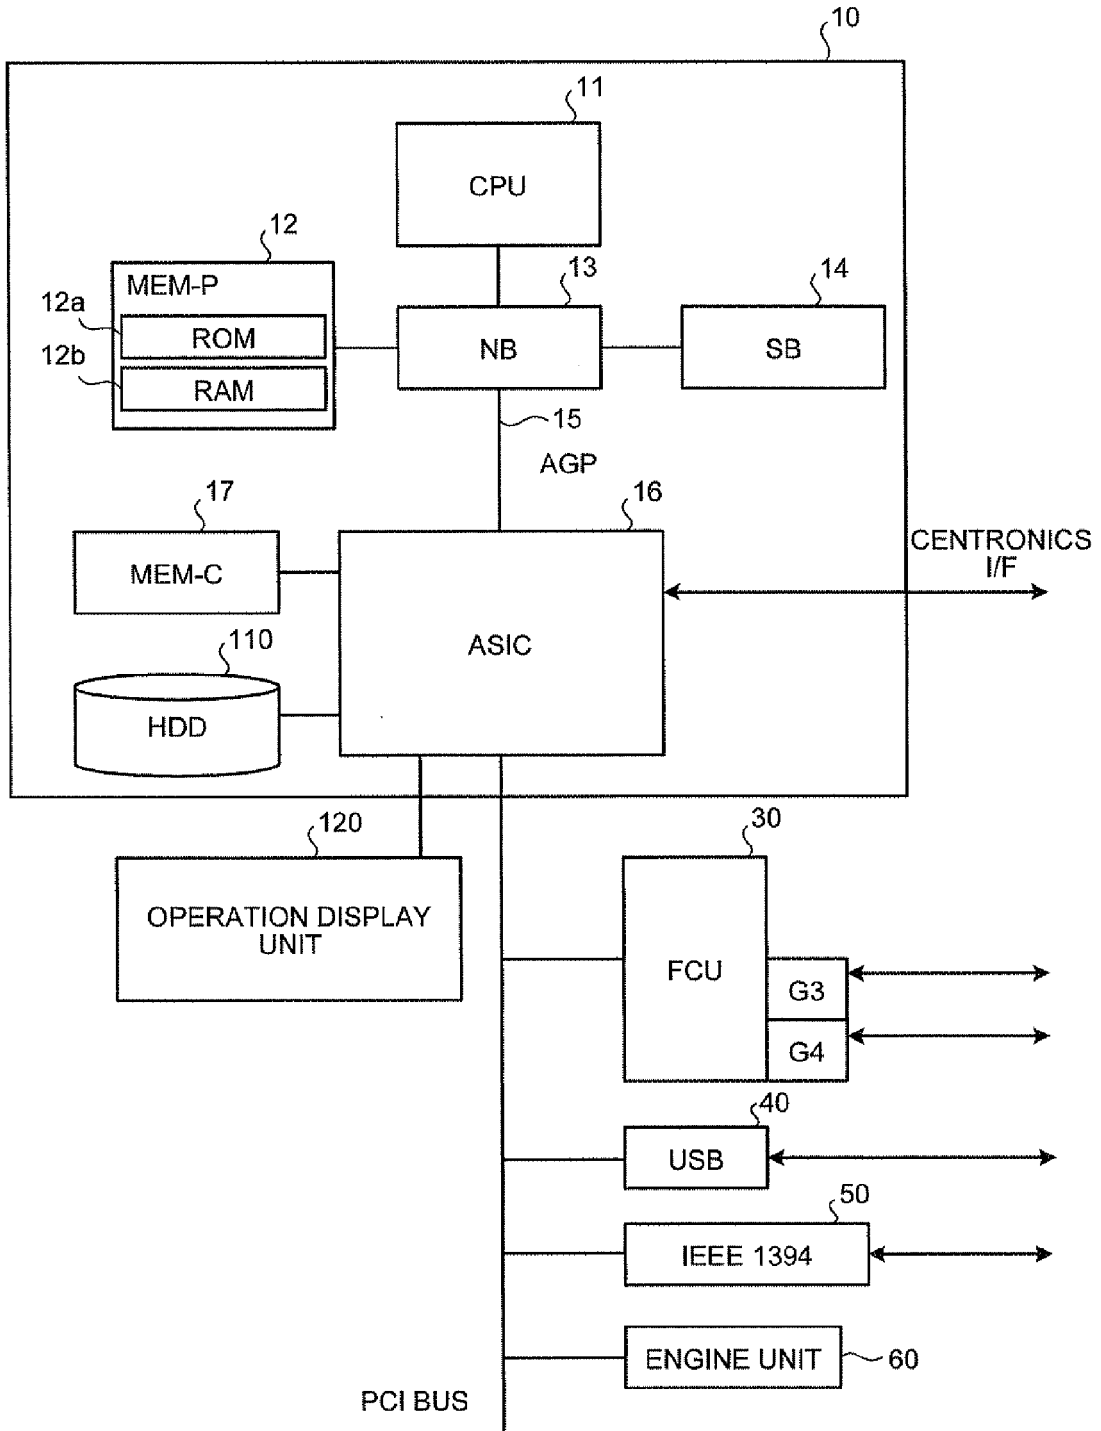 10
11
CPU
12
MEM-P
12a
ROM
12b
RAM
13
NB
14
SB
15
AGP
17
MEM-C
16
ASIC
CENTRONICS
I/F
110
HDD
120
OPERATION DISPLAY
UNIT
30
FCU
G3
G4
40
USB
50
IEEE 1394
ENGINE UNIT
60
PCI BUS